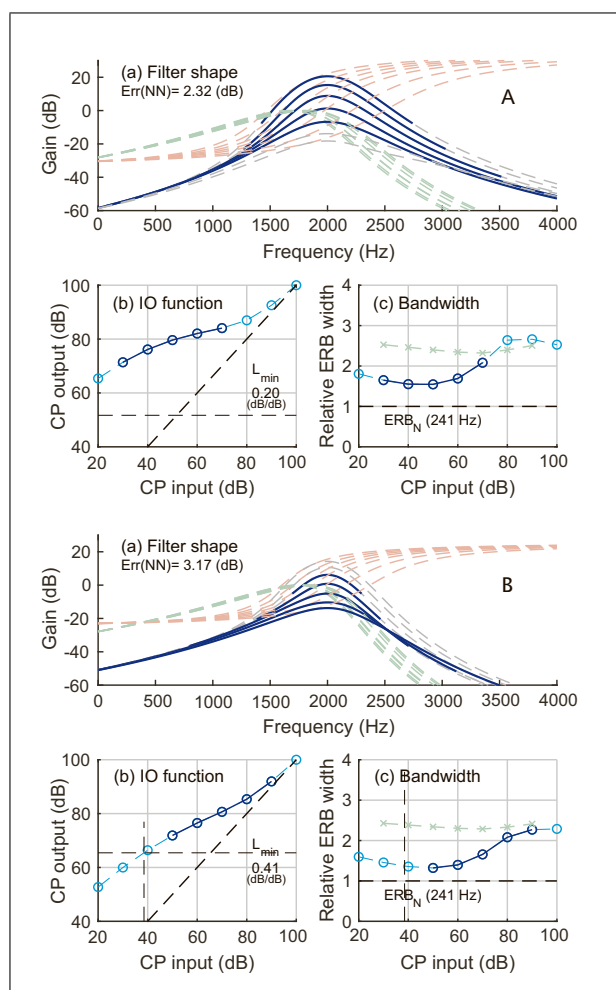 (a) Filter shape
Err(NN)= 2.32 (dB)
A
Gain (dB)
20
0
-20
-40
-60
0 500 1000 1500 2000 2500 3000 3500 4000
Frequency (Hz)
(b) IO function
CP output (dB)
100
80
60
40
L min
0.20
(dB/dB)
20 40 60 80 100
CP input (dB)
(c) Bandwidth
Relative ERB width
4
3
2
1
0
ERB N (241 Hz)
20 40 60 80 100
CP input (dB)
(a) Filter shape
Err(NN)= 3.17 (dB)
B
Gain (dB)
20
0
-20
-40
-60
0 500 1000 1500 2000 2500 3000 3500 4000
Frequency (Hz)
(b) IO function
CP output (dB)
100
80
60
40
L min
0.41
(dB/dB)
20 40 60 80 100
CP input (dB)
(c) Bandwidth
Relative ERB width
4
3
2
1
0
ERB N (241 Hz)
20 40 60 80 100
CP input (dB)